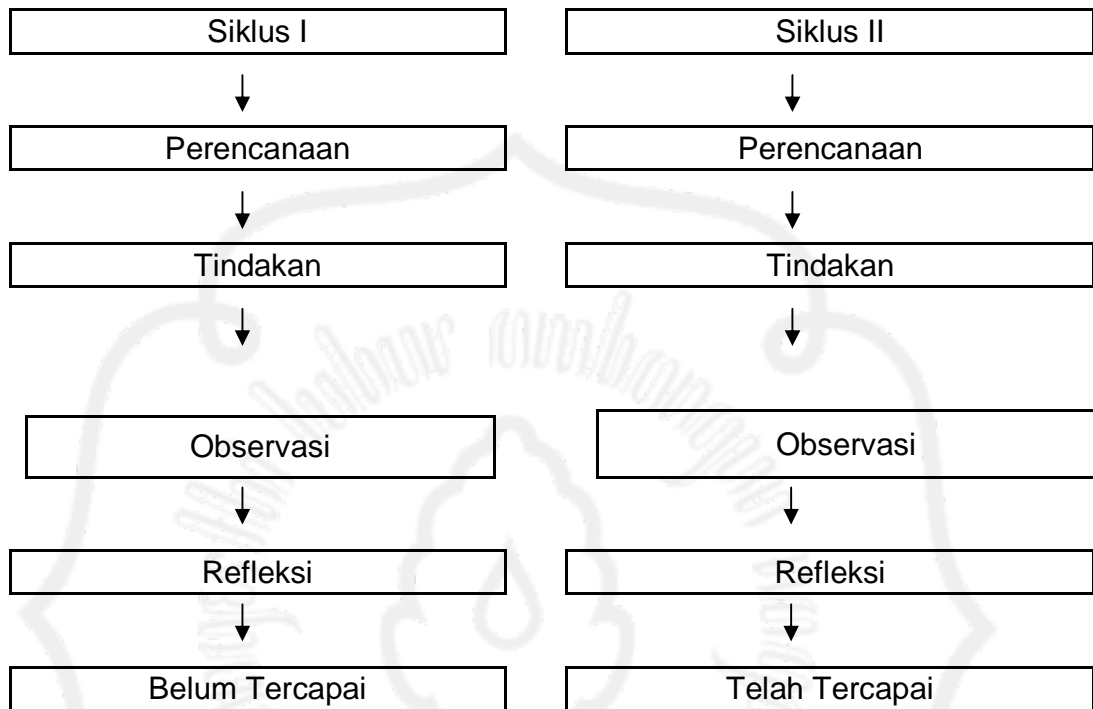 Siklus I
Siklus II
Perencanaan
Perencanaan
Tindakan
Tindakan
Observasi
Observasi
Refleksi
Refleksi
Belum Tercapai
Telah Tercapai